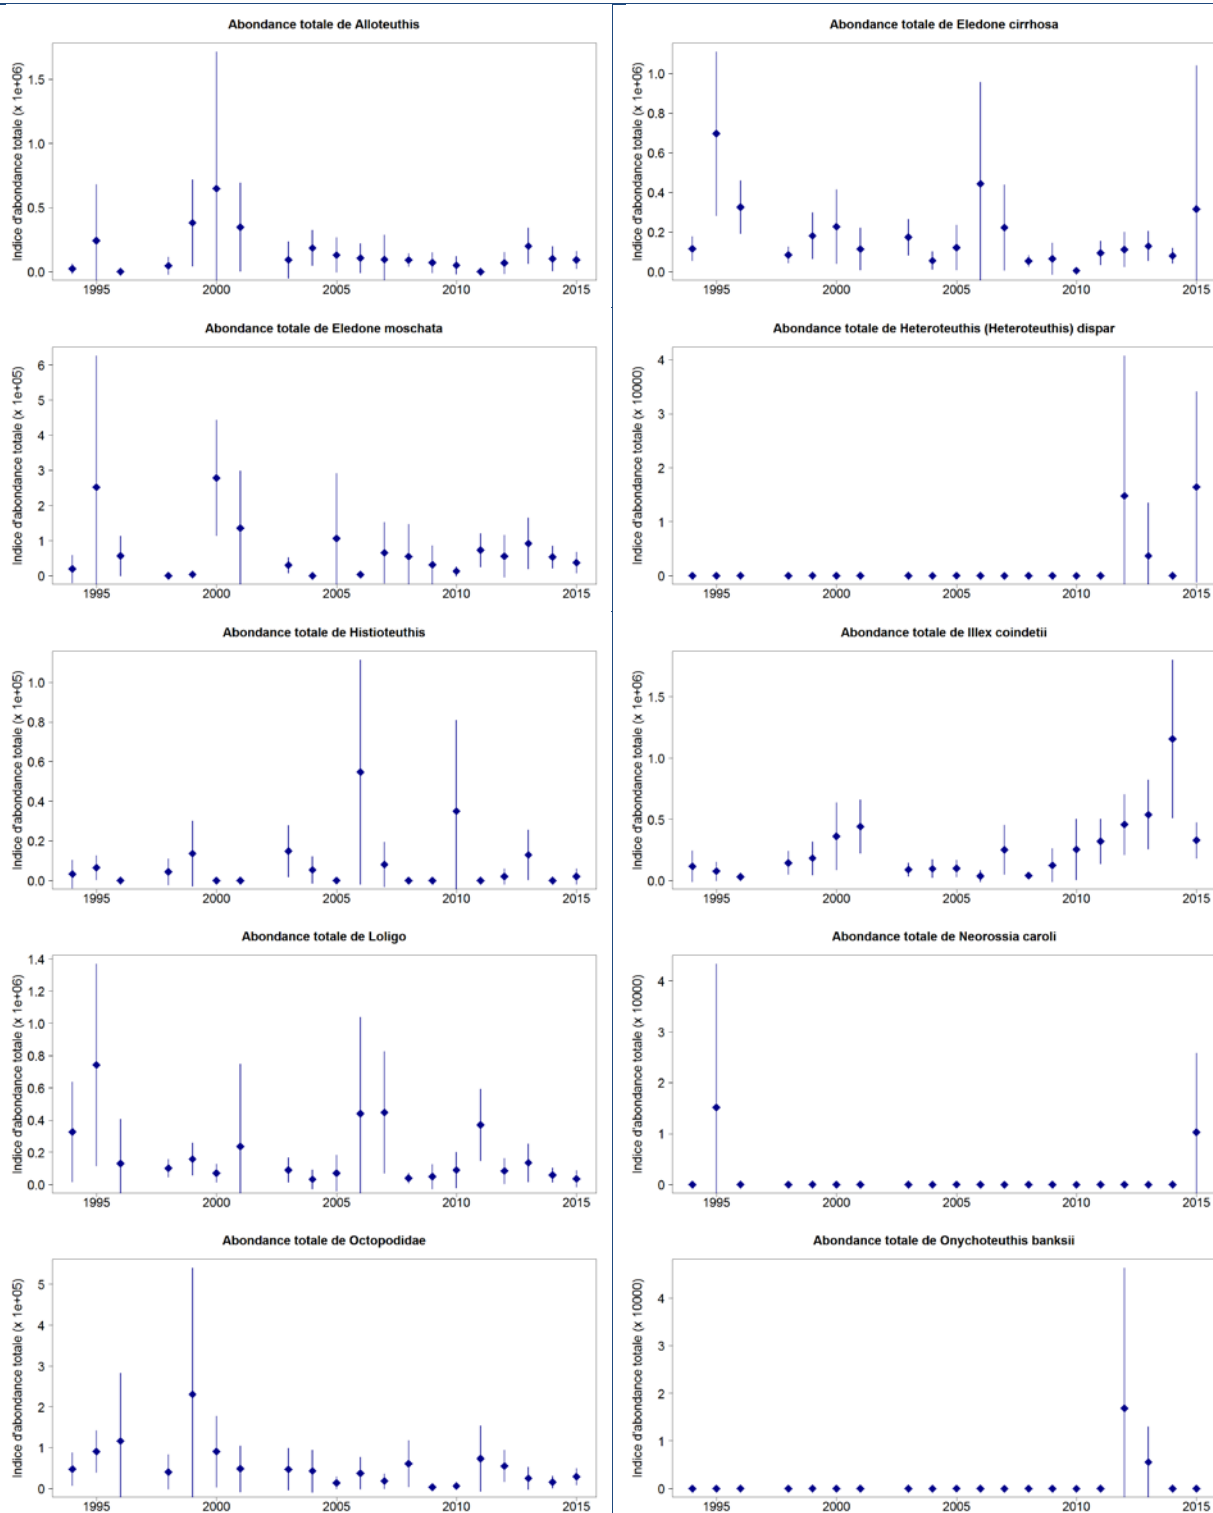 Abondance totale de Alloteuthis
Indice d'abondance totale (x 1e+06)
1.5
1.0
0.5
0.0
1995 2000 2005 2010 2015
Abondance totale de Eledone cirrhosa
Indice d'abondance totale (x 1e+06)
1.0
0.8
0.6
0.4
0.2
0.0
1995 2000 2005 2010 2015
Abondance totale de Eledone moschata
Indice d'abondance totale (x 1e+05)
6
5
4
3
2
1
0
1995 2000 2005 2010 2015
Abondance totale de Heteroteuthis (Heteroteuthis) dispar
Indice d'abondance totale (x 10000)
4
3
2
1
0
1995 2000 2005 2010 2015
Abondance totale de Histioteuthis
Indice d'abondance totale (x 1e+05)
1.0
0.8
0.6
0.4
0.2
0.0
1995 2000 2005 2010 2015
Abondance totale de Illex coindetii
Indice d'abondance totale (x 1e+06)
1.5
1.0
0.5
0.0
1995 2000 2005 2010 2015
Abondance totale de Loligo
Indice d'abondance totale (x 1e+06)
1.4
1.2
1.0
0.8
0.6
0.4
0.2
0.0
1995 2000 2005 2010 2015
Abondance totale de Neorossia caroli
Indice d'abondance totale (x 10000)
4
3
2
1
0
1995 2000 2005 2010 2015
Abondance totale de Octopodidae
Indice d'abondance totale (x 1e+05)
5
4
3
2
1
0
1995 2000 2005 2010 2015
Abondance totale de Onychoteuthis banksii
Indice d'abondance totale (x 10000)
4
3
2
1
0
1995 2000 2005 2010 2015